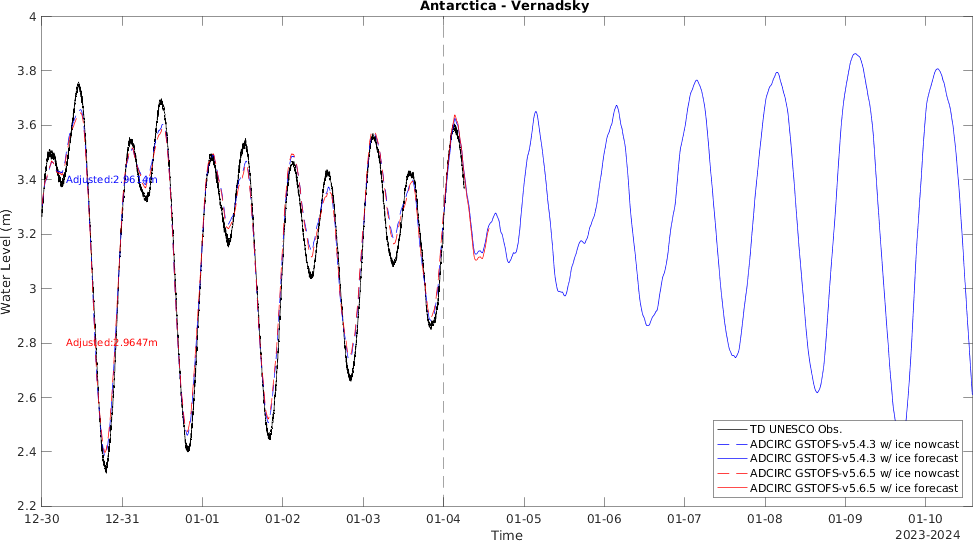 Antarctica - Vernadsky
4
3.8
3.6
3.4
3.2
3
2.8
2.6
2.4
2.2
Water Level (m)
Adjusted:2.9614m
Adjusted:2.9647m
TD UNESCO Obs.
ADCIRC GSTOFS-v5.4.3 w/ ice nowcast
ADCIRC GSTOFS-v5.4.3 w/ ice forecast
ADCIRC GSTOFS-v5.6.5 w/ ice nowcast
ADCIRC GSTOFS-v5.6.5 w/ ice forecast
12-30 12-31 01-01 01-02 01-03 01-04 01-05 01-06 01-07 01-08 01-09 01-10
Time
2023-2024